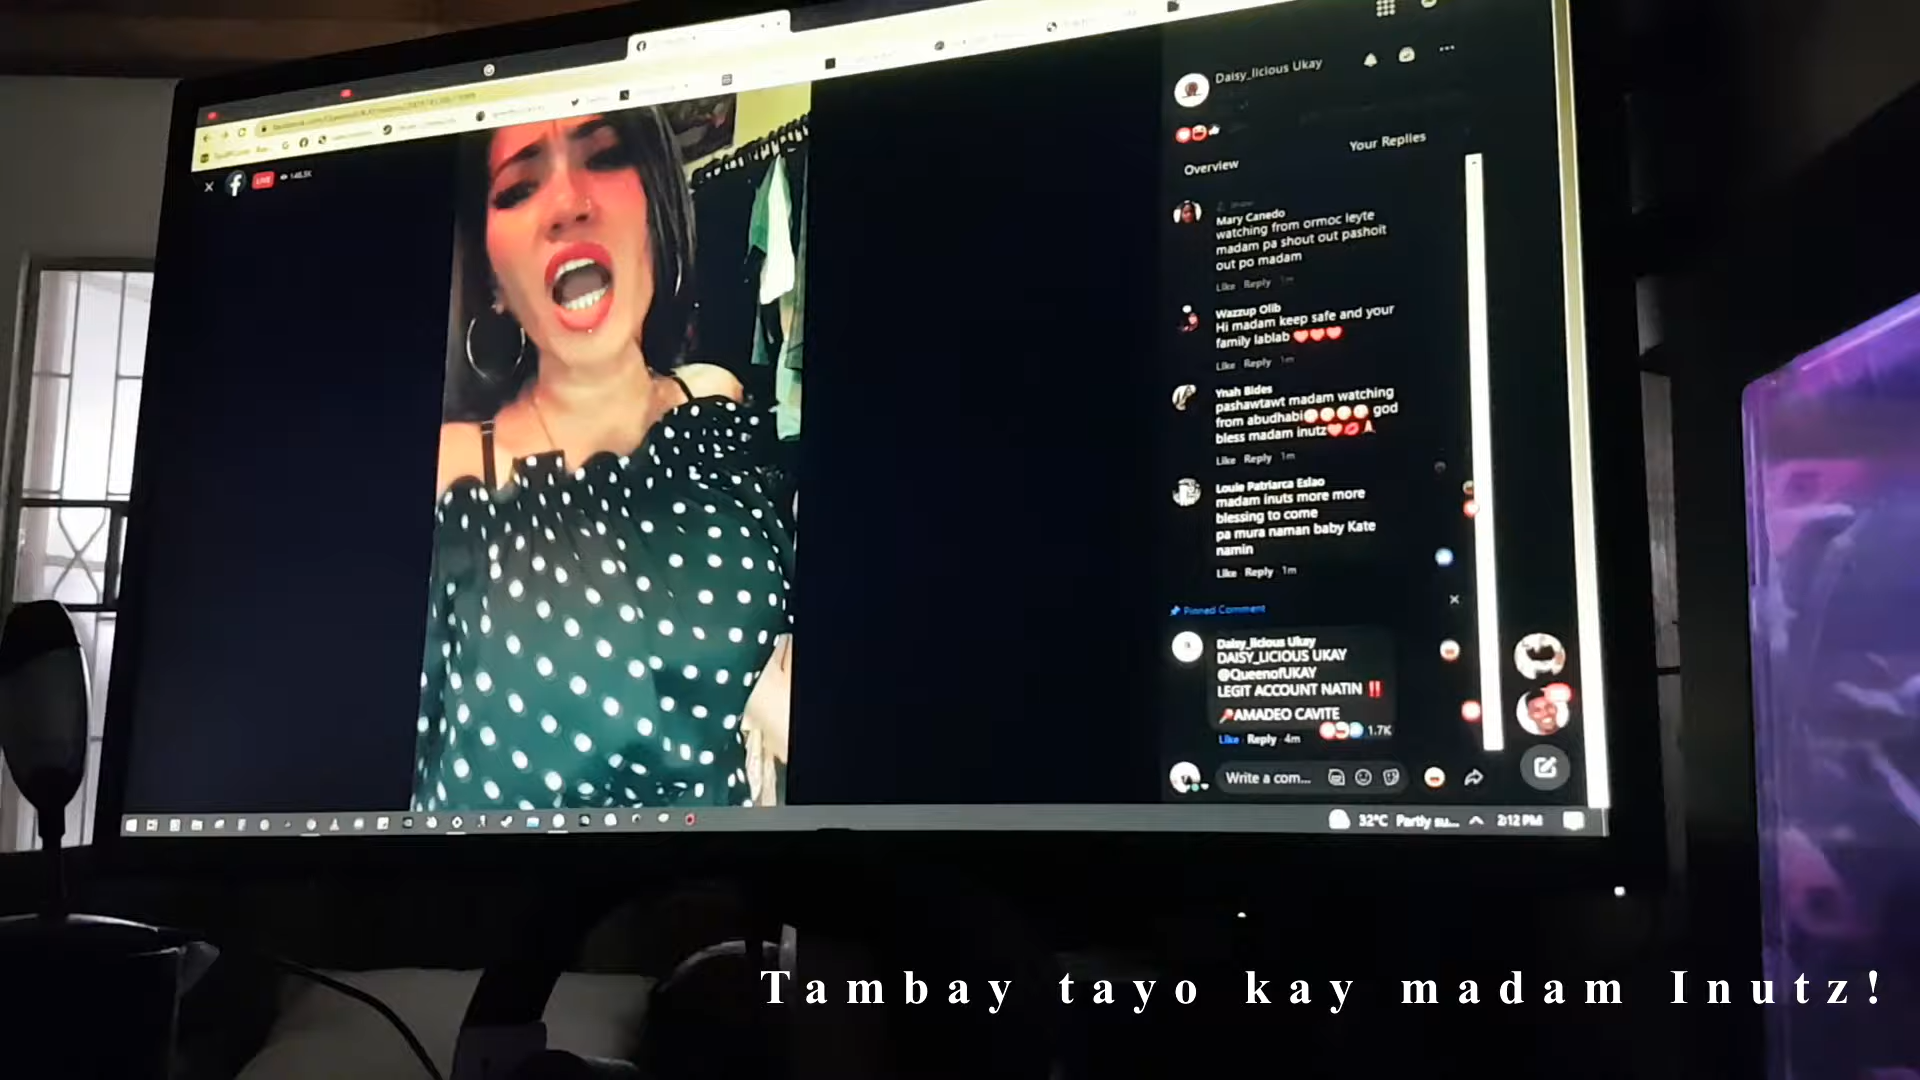 LIVE
Daisy_licious Ukay
Your Replies
Overview
Mary Canedo
watching from ormoc leyte
madam pa shout out pashoit
out po madam
Like Reply 1m
Wazzup Olib
Hi madam keep safe and your
family lablab ❤❤❤
Like Reply 1m
Ynah Bides
pashawtawt madam watching
from abudhabi😘😘😘😘 god
bless madam inutz❤💋🙏
Like Reply 1m
Louie Patriarca Eslao
madam inuts more more
blessing to come
pa mura naman baby Kate
namin
Like Reply 1m
Pinned Comment
Daisy_licious Ukay
DAISY_LICIOUS UKAY
@QueenofUKAY
LEGIT ACCOUNT NATIN ‼
📍AMADEO CAVITE
1.7K
Like · Reply · 4m
Write a com...
32°C Partly su... 2:12 PM
Tambay tayo kay madam Inutz!